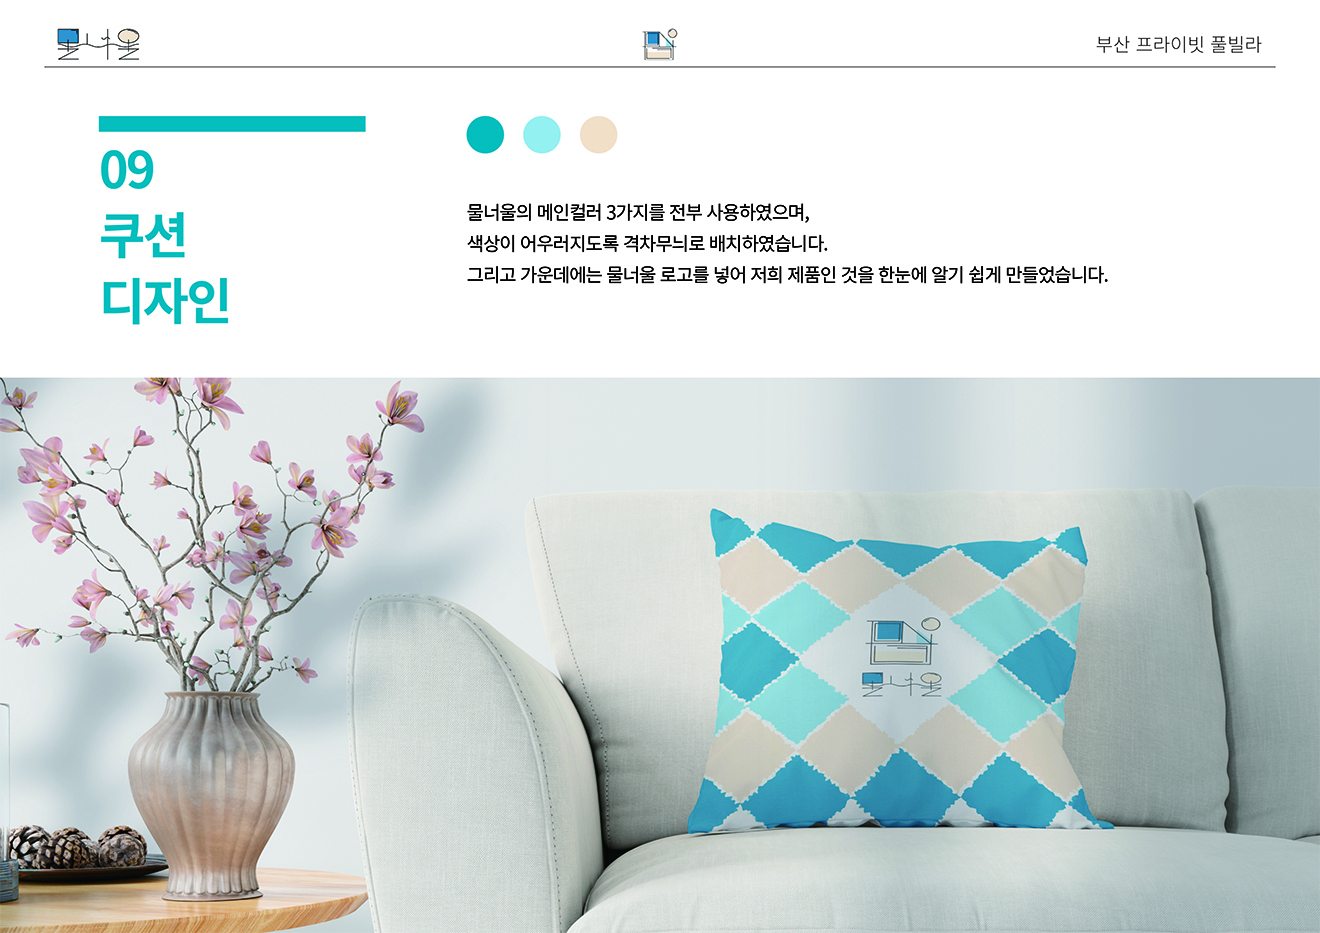 물너울
부산 프라이빗 풀빌라
09
쿠션
디자인
물너울의 메인컬러 3가지를 전부 사용하였으며,
색상이 어우러지도록 격차무늬로 배치하였습니다.
그리고 가운데에는 물너울 로고를 넣어 저희 제품인 것을 한눈에 알기 쉽게 만들었습니다.
물너울